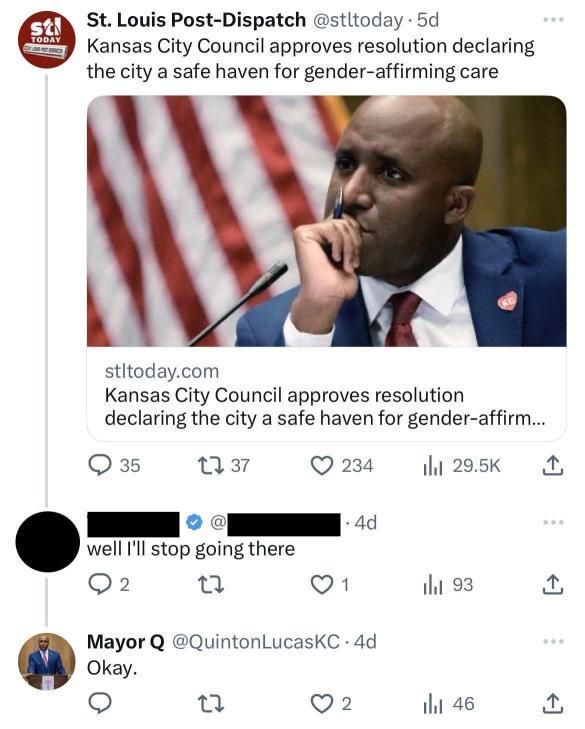 St. Louis Post-Dispatch @stltoday · 5d
Kansas City Council approves resolution declaring
the city a safe haven for gender-affirming care
stl
TODAY
KC
stltoday.com
Kansas City Council approves resolution
declaring the city a safe haven for gender-affirm...
35 37 234 29.5K
@ · 4d
well I'll stop going there
2 1 93
Mayor Q @QuintonLucasKC · 4d
Okay.
2 46